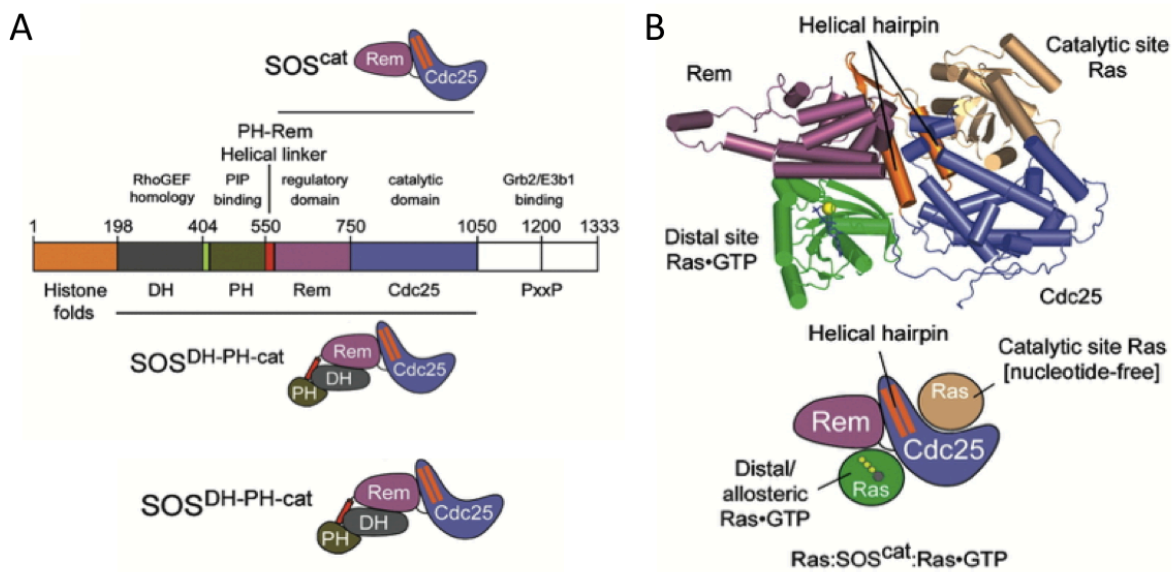 A
SOScat
Rem
Cdc25
PH-Rem
Helical linker
RhoGEF
homology
PIP
binding
regulatory
domain
catalytic
domain
Grb2/E3b1
binding
1 198 404 550 750 1050 1200 1333
Histone
folds
DH
PH
Rem
Cdc25
PxxP
SOSDH-PH-cat
Rem
Cdc25
DH
PH
SOSDH-PH-cat
Rem
Cdc25
DH
PH
B
Helical hairpin
Rem
Catalytic site
Ras
Distal site
Ras•GTP
Cdc25
Helical hairpin
Catalytic site Ras
[nucleotide-free]
Ras
Rem
Cdc25
Distal/
allosteric
Ras•GTP
Ras
Ras:SOScat:Ras•GTP